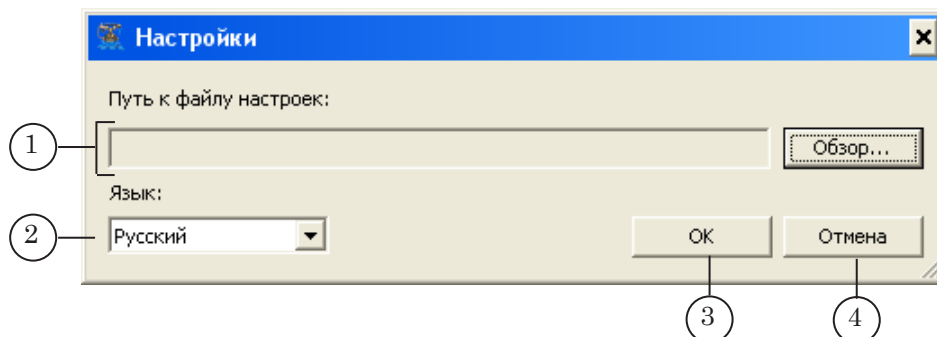 Настройки
Путь к файлу настроек:
1
Обзор...
Язык:
2
Русский
OK
Отмена
3
4